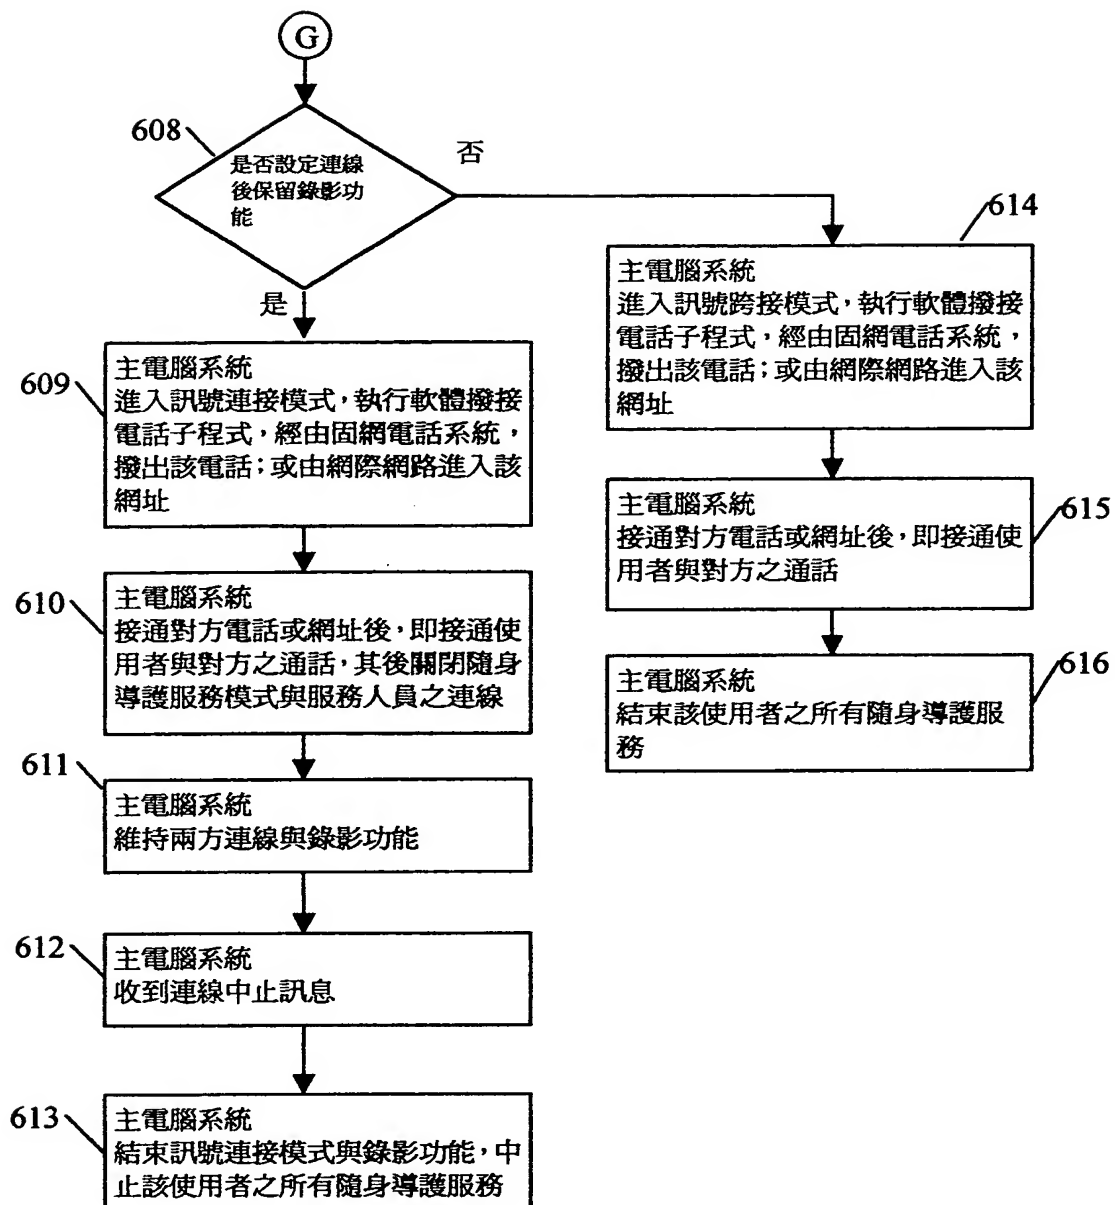 G
608
是否設定連線
後保留錄影功
能
否
是
609
主電腦系統
進入訊號連接模式,執行軟體撥接
電話子程式,經由固網電話系統,
撥出該電話;或由網際網路進入該
網址
610
主電腦系統
接通對方電話或網址後,即接通使
用者與對方之通話,其後關閉隨身
導護服務模式與服務人員之連線
611
主電腦系統
維持兩方連線與錄影功能
612
主電腦系統
收到連線中止訊息
613
主電腦系統
結束訊號連接模式與錄影功能,中
止該使用者之所有隨身導護服務
614
主電腦系統
進入訊號跨接模式,執行軟體撥接
電話子程式,經由固網電話系統,
撥出該電話;或由網際網路進入該
網址
615
主電腦系統
接通對方電話或網址後,即接通使
用者與對方之通話
616
主電腦系統
結束該使用者之所有隨身導護服
務